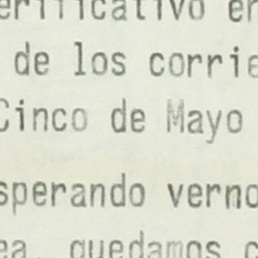 erificativo en
de los corrie
Cinco de Mayo
sperando verno
ea, quedamos c